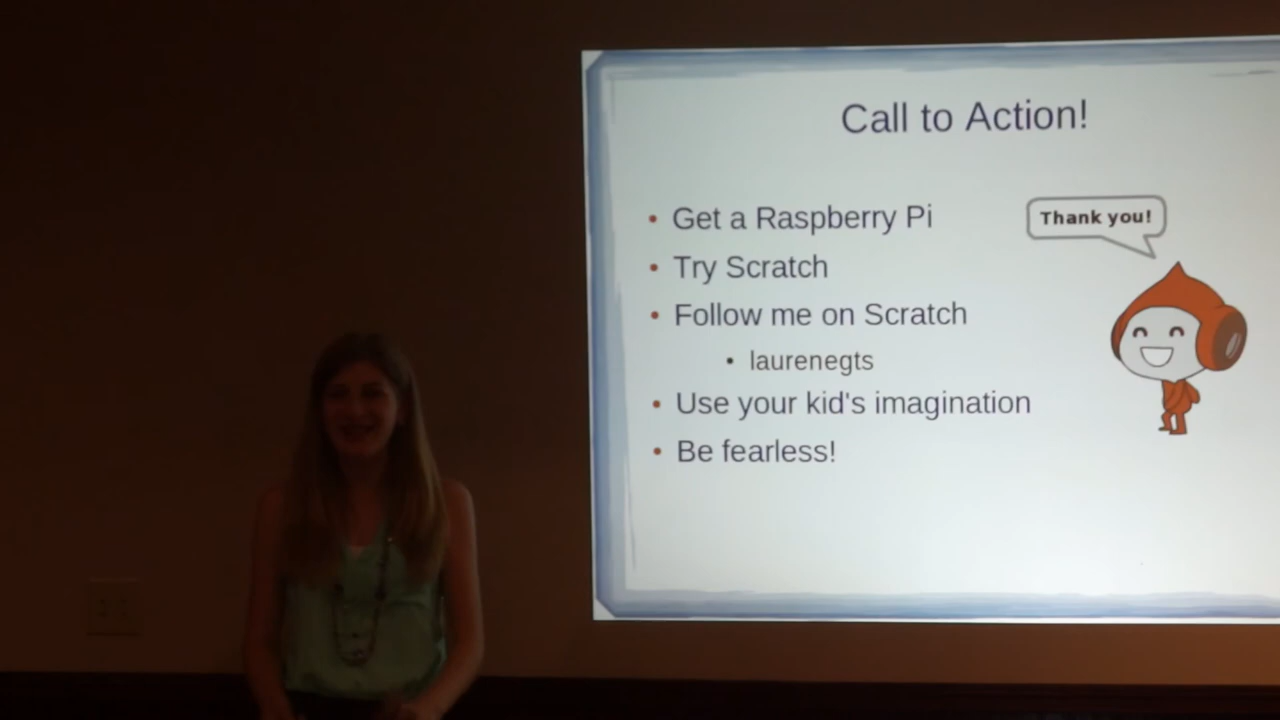 Call to Action!
• Get a Raspberry Pi
Thank you!
• Try Scratch
• Follow me on Scratch
• laurenegts
• Use your kid's imagination
• Be fearless!